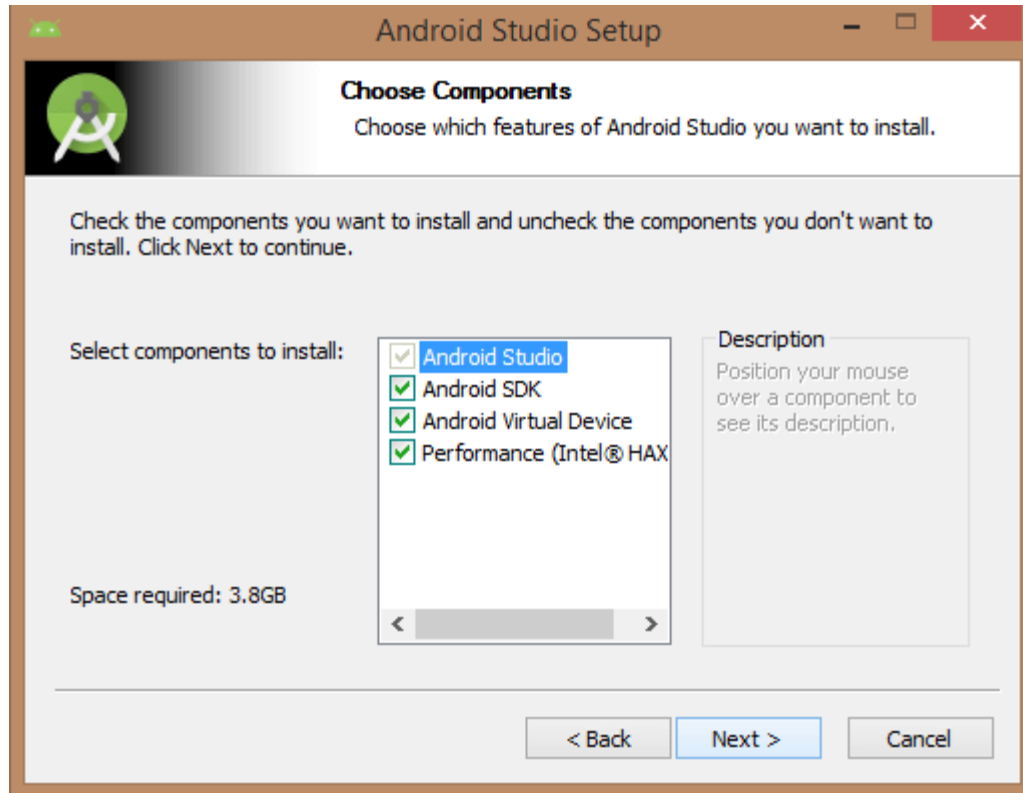 Android Studio Setup
Choose Components
Choose which features of Android Studio you want to install.
Check the components you want to install and uncheck the components you don't want to
install. Click Next to continue.
Select components to install:
Android Studio
Android SDK
Android Virtual Device
Performance (Intel® HAX
Description
Position your mouse
over a component to
see its description.
Space required: 3.8GB
< Back
Next >
Cancel